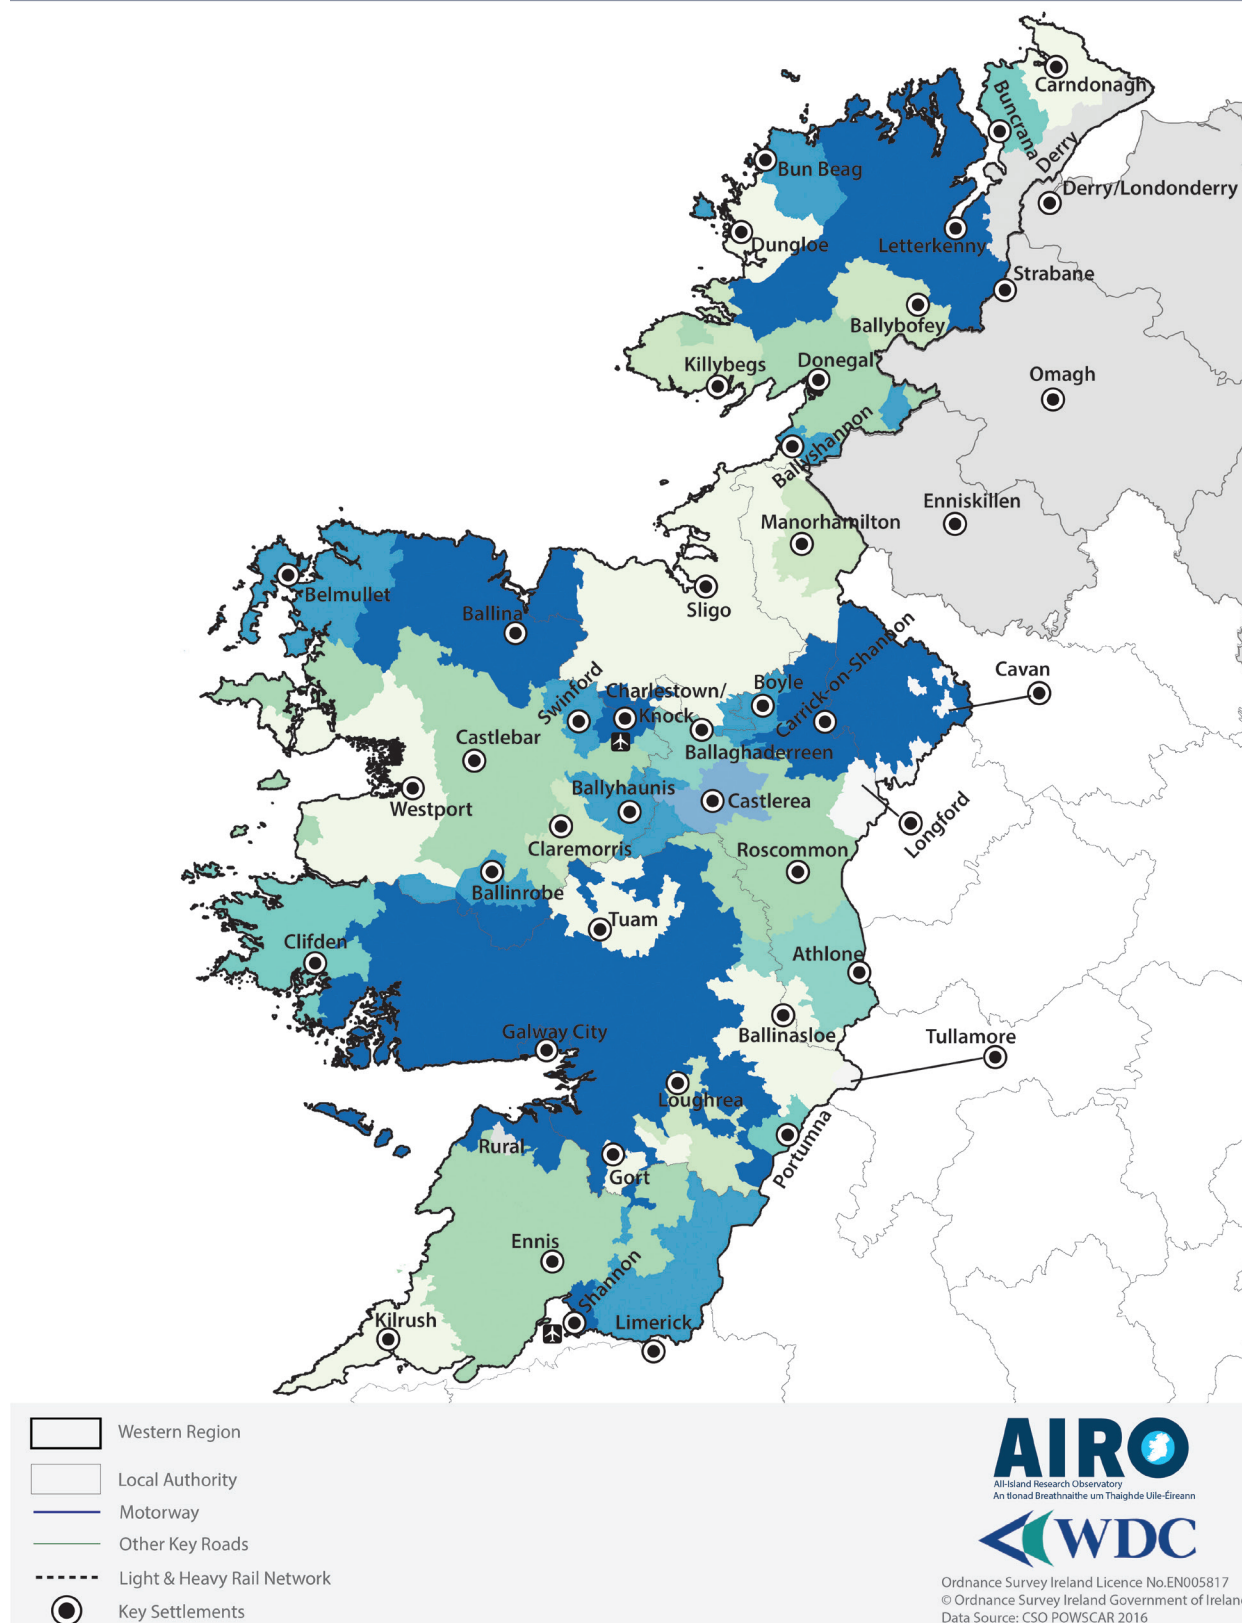 Carndonagh
Buncrana
Derry
Bun Beag
Derry/Londonderry
Dungloe
Letterkenny
Strabane
Ballybofey
Killybegs
Donegal
Omagh
Ballyshannon
Enniskillen
Manorhamilton
Belmullet
Ballina
Sligo
Carrick-on-Shannon
Cavan
Swinford
Charlestown/
Knock
Boyle
Castlebar
Ballaghaderreen
Ballyhaunis
Castlerea
Westport
Longford
Claremorris
Roscommon
Ballinrobe
Tuam
Clifden
Athlone
Galway City
Ballinasloe
Tullamore
Loughrea
Portumna
Rural
Gort
Ennis
Shannon
Kilrush
Limerick
Western Region
Local Authority
Motorway
Other Key Roads
Light & Heavy Rail Network
Key Settlements
AIRO
All-Island Research Observatory
An tIonad Breathnaithe um Thaighde Uile-Éireann
WDC
Ordnance Survey Ireland Licence No.EN005817
© Ordnance Survey Ireland Government of Ireland
Data Source: CSO POWSCAR 2016